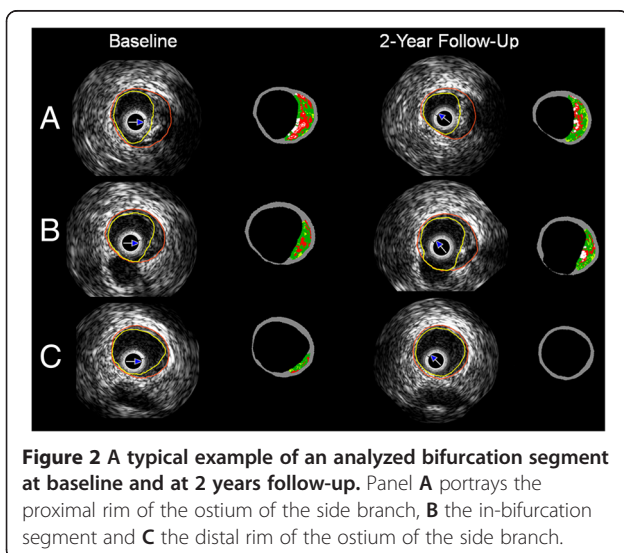 Baseline 2-Year Follow-Up
A
B
C
Figure 2 A typical example of an analyzed bifurcation segment
at baseline and at 2 years follow-up. Panel A portrays the
proximal rim of the ostium of the side branch, B the in-bifurcation
segment and C the distal rim of the ostium of the side branch.